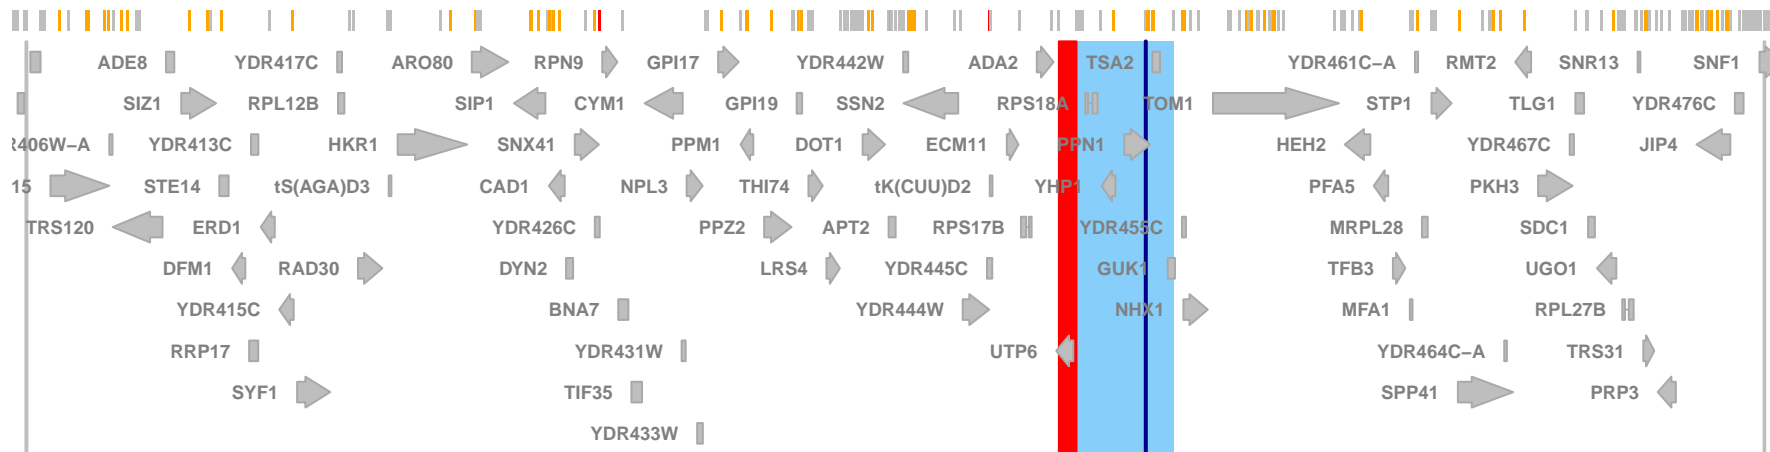 ADE8 YDR417C ARO80 RPN9 GPI17 YDR442W ADA2 TSA2 YDR461C−A RMT2 SNR13 SNF1
SIZ1 RPL12B SIP1 CYM1 GPI19 SSN2 RPS18A TOM1 STP1 TLG1 YDR476C
R406W−A YDR413C HKR1 SNX41 PPM1 DOT1 ECM11 PPN1 HEH2 YDR467C JIP4
15 STE14 tS(AGA)D3 CAD1 NPL3 THI74 tK(CUU)D2 YHP1 PFA5 PKH3
TRS120 ERD1 YDR426C PPZ2 APT2 RPS17B YDR455C MRPL28 SDC1
DFM1 RAD30 DYN2 LRS4 YDR445C GUK1 TFB3 UGO1
YDR415C BNA7 YDR444W NHX1 MFA1 RPL27B
RRP17 YDR431W UTP6 YDR464C−A TRS31
SYF1 TIF35 SPP41 PRP3
YDR433W